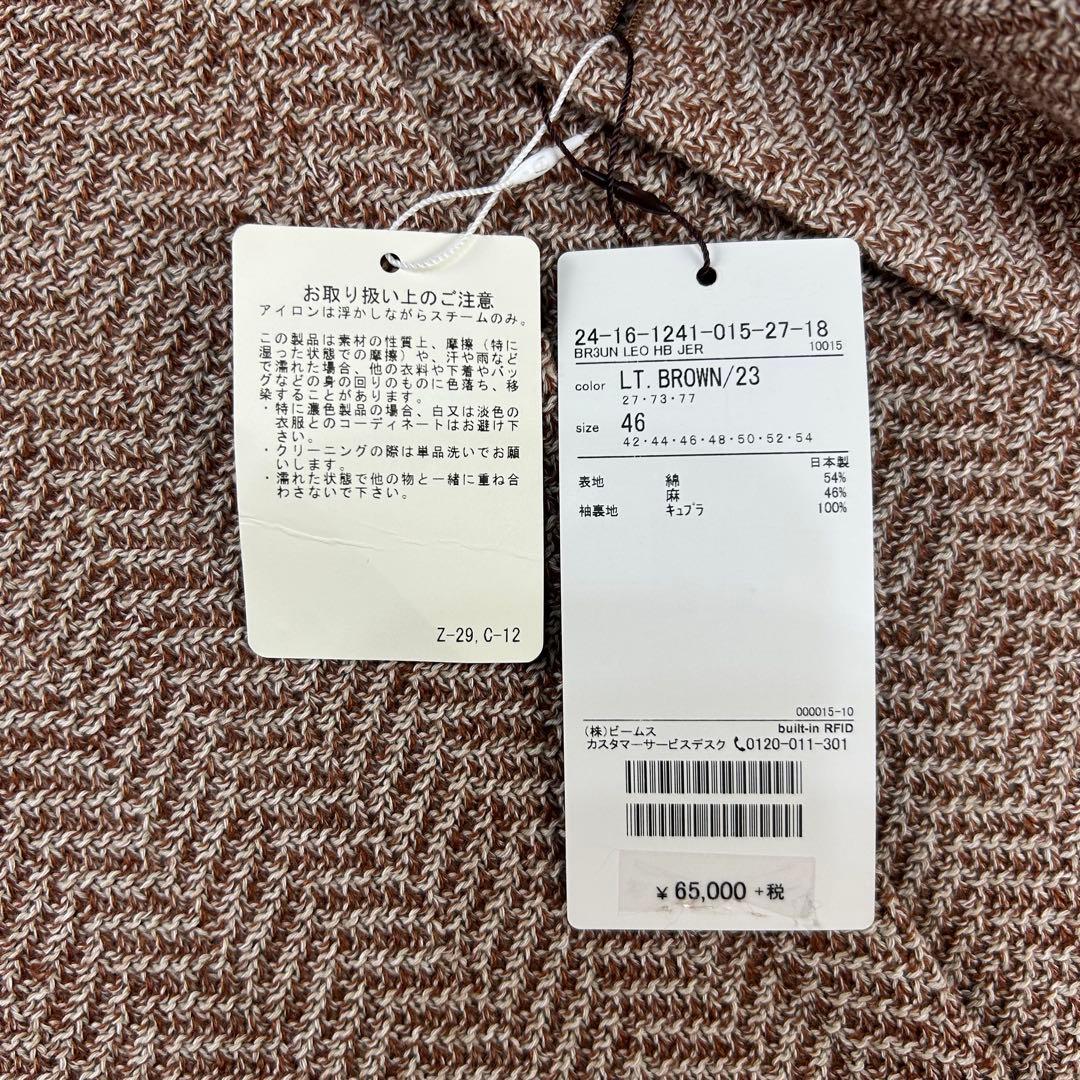 お取り扱い上のご注意
アイロンは浮かしながらスチームのみ。
この製品は素材の性質上、摩擦（特に
湿った状態での摩擦）や、汗や雨など
で濡れた場合、他の衣料や下着やバッ
グなどの身の回りのものに色落ち、移
染することがあります。
・特に濃色製品の場合、白又は淡色の
衣服とのコーディネートはお避け下
さい。
・クリーニングの際は単品洗いでお願
いします。
・濡れた状態で他の物と一緒に重ね合
わさないで下さい。
Z-29,C-12
24-16-1241-015-27-18
BR3UN LEO HB JER 10015
color LT. BROWN/23
27・73・77
size 46
42・44・46・48・50・52・54
日本製
表地 綿 54%
麻 46%
袖裏地 ｷｭﾌﾟﾗ 100%
000015-10
(株)ビームス built-in RFID
カスタマーサービスデスク 0120-011-301
¥ 65,000 +税